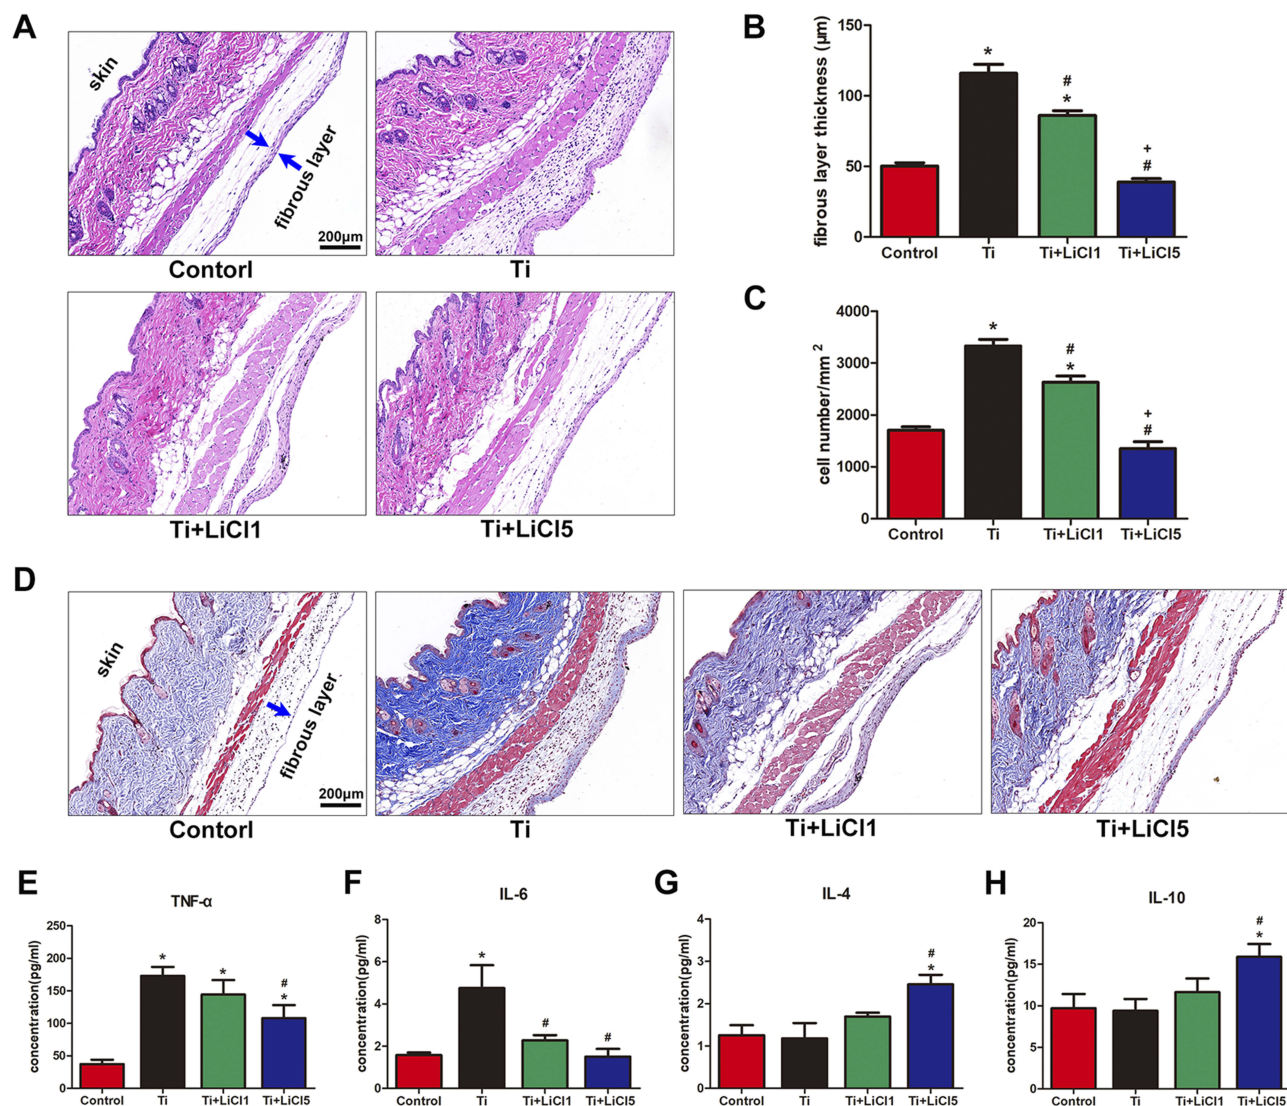 A
skin
fibrous layer
200μm
Contorl
Ti
Ti+LiCl1
Ti+LiCl5
B
fibrous layer thickness (μm)
150
100
50
0
*
#
*
+
#
Control
Ti
Ti+LiCl1
Ti+LiCl5
C
cell number/mm²
4000
3000
2000
1000
0
*
#
*
+
#
Control
Ti
Ti+LiCl1
Ti+LiCl5
D
skin
fibrous layer
200μm
Contorl
Ti
Ti+LiCl1
Ti+LiCl5
E
TNF-α
concentration(pg/ml)
250
200
150
100
50
0
*
*
#
*
Control
Ti
Ti+LiCl1
Ti+LiCl5
F
IL-6
concentration(pg/ml)
8
6
4
2
0
*
#
#
Control
Ti
Ti+LiCl1
Ti+LiCl5
G
IL-4
concentration(pg/ml)
4
3
2
1
0
#
*
Control
Ti
Ti+LiCl1
Ti+LiCl5
H
IL-10
concentration(pg/ml)
20
15
10
5
0
#
*
Control
Ti
Ti+LiCl1
Ti+LiCl5